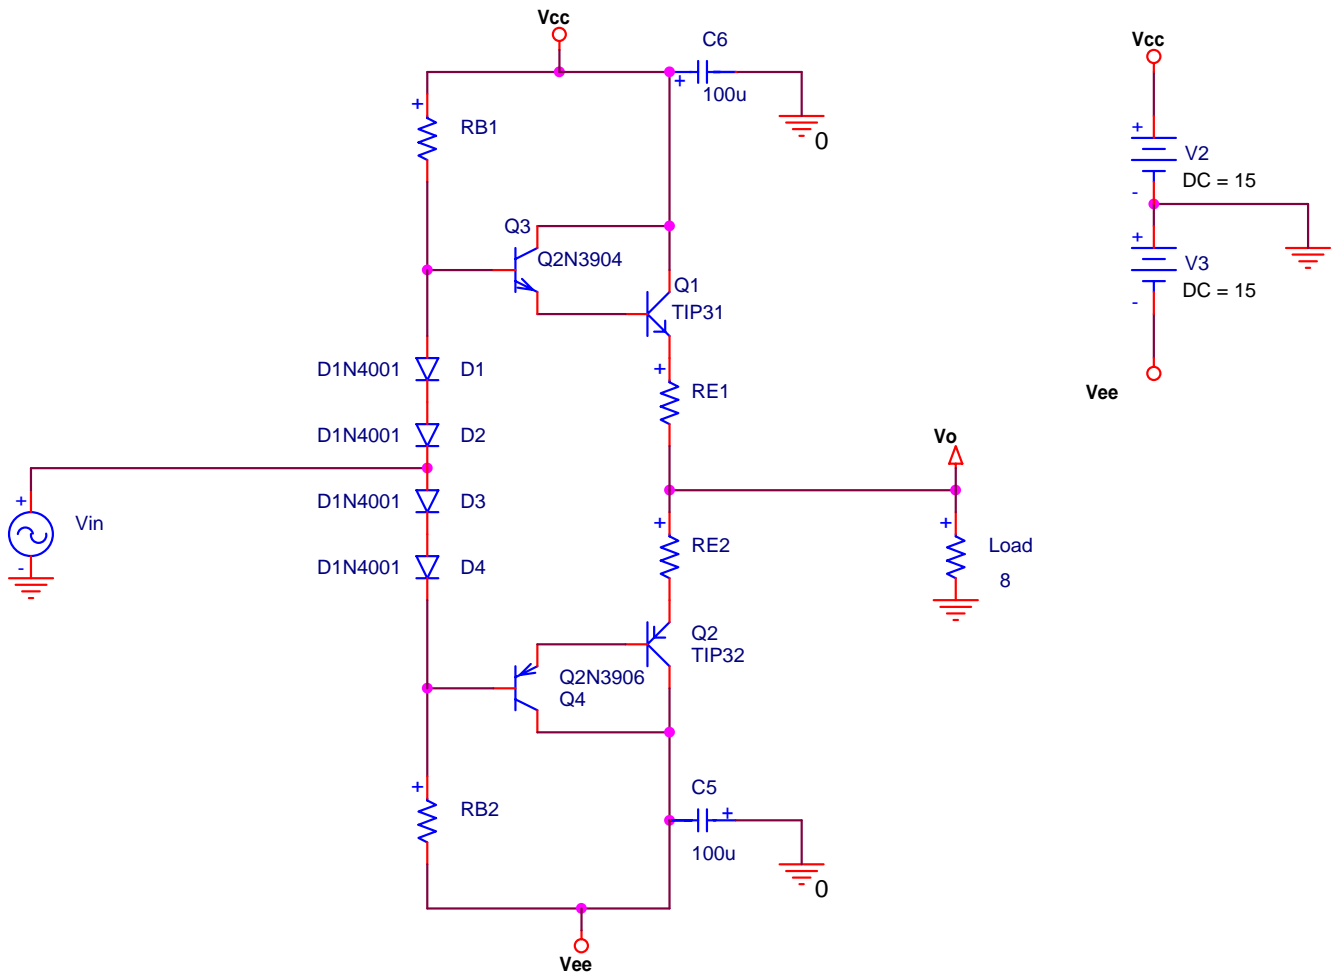 Vcc
C6
+
100u
0
+
RB1
Q3
Q2N3904
Q1
TIP31
D1N4001 D1
+
RE1
D1N4001 D2
Vo
+
Vin
-
D1N4001 D3
+
RE2
+
Load
8
D1N4001 D4
Q2
TIP32
Q2N3906
Q4
+
RB2
C5
+
100u
0
Vee
Vcc
+
V2
DC = 15
-
+
V3
DC = 15
-
Vee